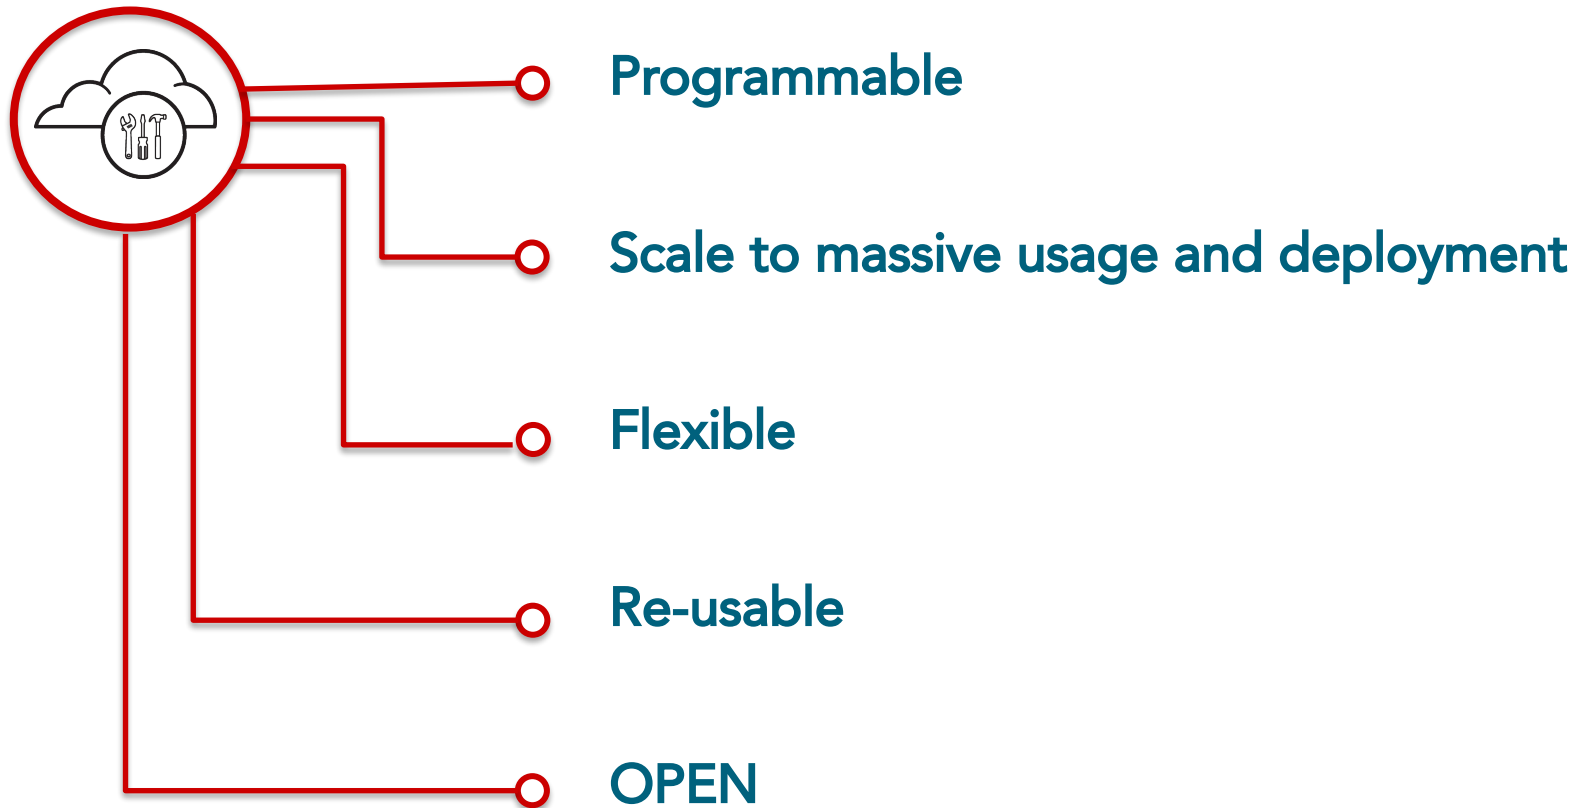 Programmable
Scale to massive usage and deployment
Flexible
Re-usable
OPEN